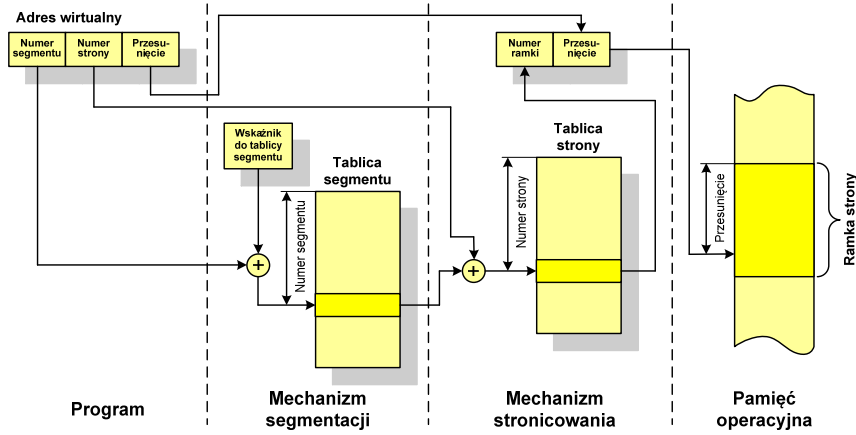 Adres wirtualny
Numer
segmentu
Numer
strony
Przesu-
nięcie
Numer
ramki
Przesu-
nięcie
Wskaźnik
do tablicy
segmentu
Tablica
segmentu
Numer segmentu
Tablica
strony
Numer strony
Przesunięcie
Ramka strony
+
+
Program
Mechanizm
segmentacji
Mechanizm
stronicowania
Pamięć
operacyjna